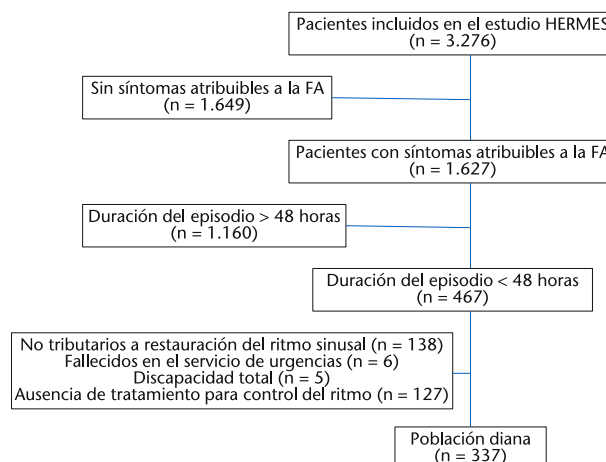 Pacientes incluidos en el estudio HERMES
(n = 3.276)
Sin síntomas atribuibles a la FA
(n = 1.649)
Pacientes con síntomas atribuibles a la FA
(n = 1.627)
Duración del episodio > 48 horas
(n = 1.160)
Duración del episodio < 48 horas
(n = 467)
No tributarios a restauración del ritmo sinusal (n = 138)
Fallecidos en el servicio de urgencias (n = 6)
Discapacidad total (n = 5)
Ausencia de tratamiento para control del ritmo (n = 127)
Población diana
(n = 337)